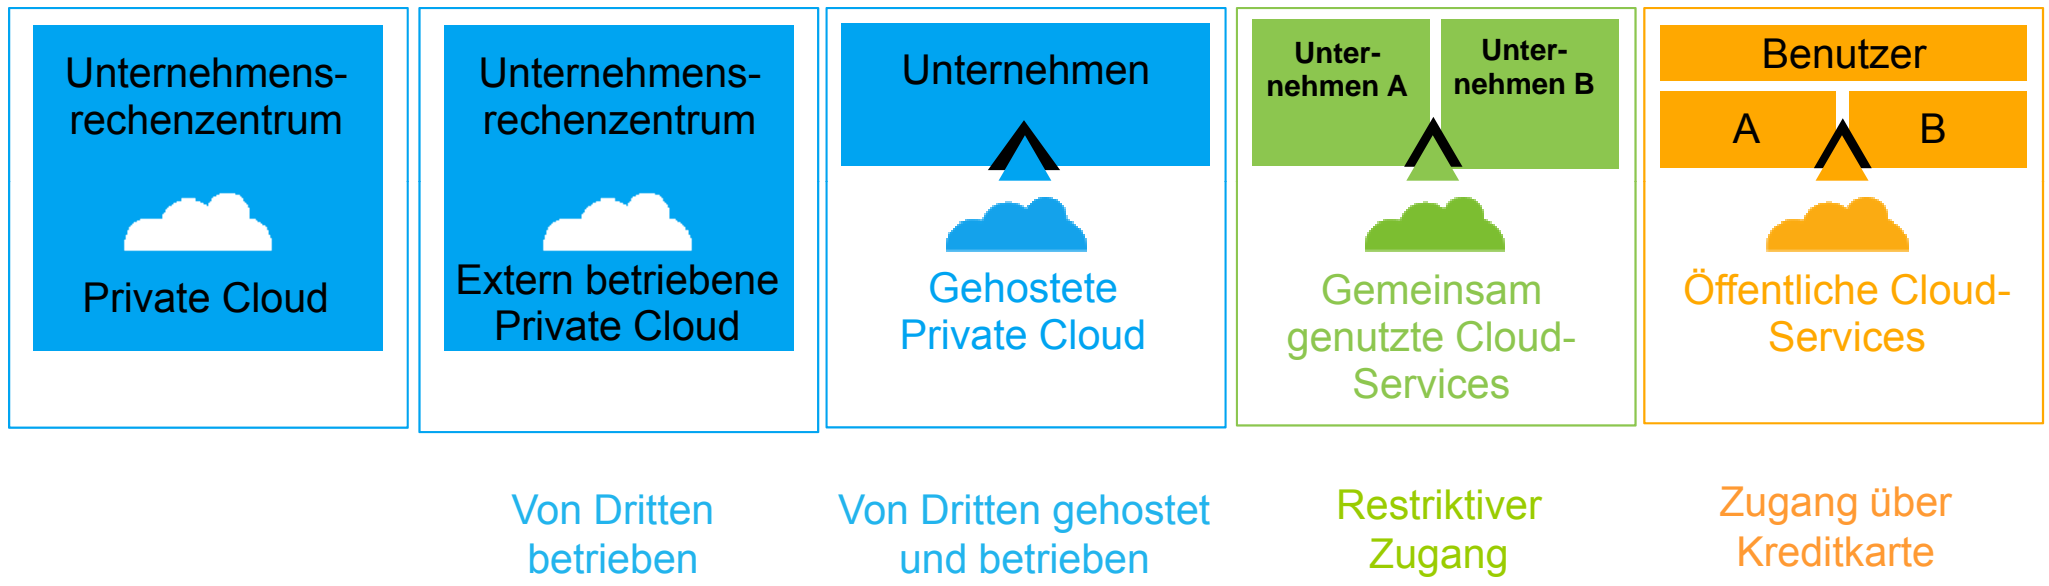 Unternehmens-
rechenzentrum
Private Cloud
Unternehmens-
rechenzentrum
Extern betriebene
Private Cloud
Von Dritten
betrieben
Unternehmen
Gehostete
Private Cloud
Von Dritten gehostet
und betrieben
Unter-
nehmen A
Unter-
nehmen B
Gemeinsam
genutzte Cloud-
Services
Restriktiver
Zugang
Benutzer
A
B
Öffentliche Cloud-
Services
Zugang über
Kreditkarte